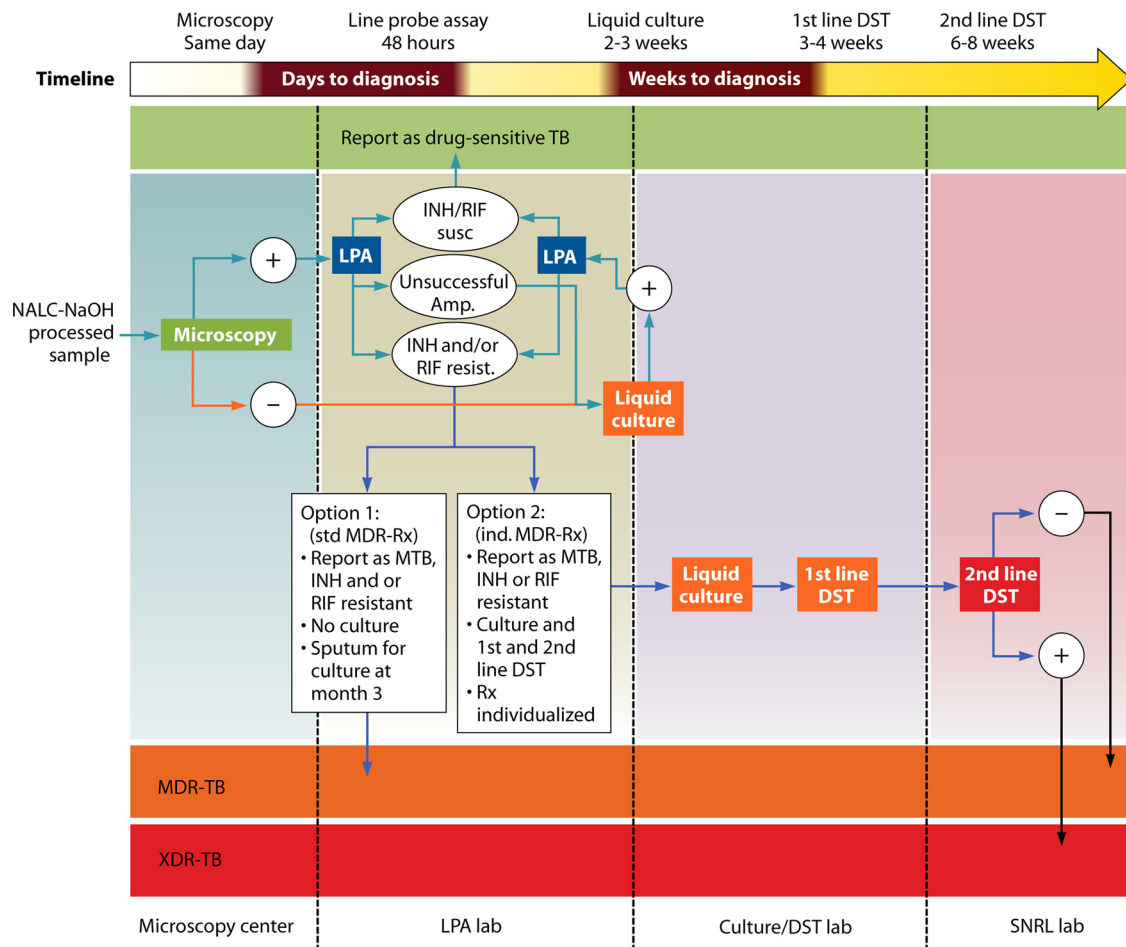 Microscopy
Same day
Line probe assay
48 hours
Liquid culture
2-3 weeks
1st line DST
3-4 weeks
2nd line DST
6-8 weeks
Timeline
Days to diagnosis
Weeks to diagnosis
Report as drug-sensitive TB
INH/RIF
susc
+
LPA
LPA
Unsuccessful
Amp.
+
NALC-NaOH
processed
sample
Microscopy
INH and/or
RIF resist.
−
Liquid
culture
Option 1:
(std MDR-Rx)
• Report as MTB,
INH and or
RIF resistant
• No culture
• Sputum for
culture at
month 3
Option 2:
(ind. MDR-Rx)
• Report as MTB,
INH or RIF
resistant
• Culture and
1st and 2nd
line DST
• Rx
individualized
Liquid
culture
1st line
DST
2nd line
DST
−
+
MDR-TB
XDR-TB
Microscopy center
LPA lab
Culture/DST lab
SNRL lab